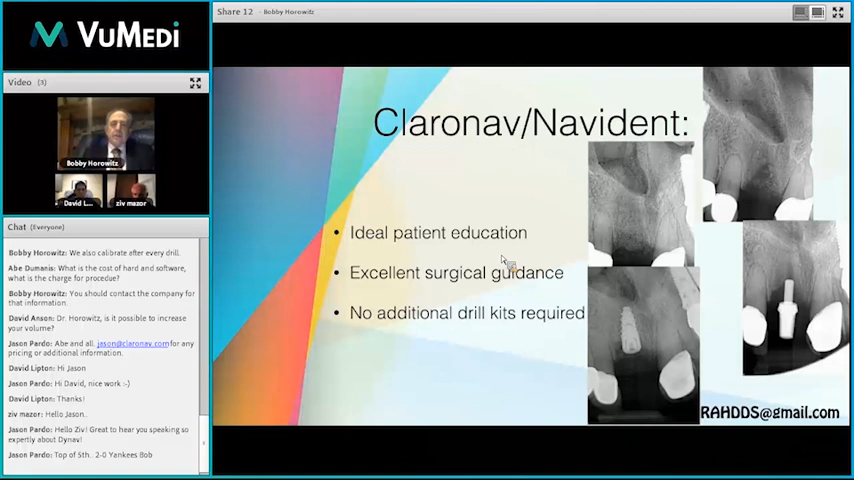 VUMEDI
Video (3)
Bobby Horowitz
David L...
ziv mazor
Chat (Everyone)
Bobby Horowitz: We also calibrate after every drill.
Abe Dumanis: What is the cost of hard and software,
what is the charge for procedue?
Bobby Horowitz: You should contact the company for
that information.
David Anson: Dr. Horowitz, is it possible to increase
your volume?
Jason Pardo: Abe and all. jason@claronav.com for any
pricing or additional information.
David Lipton: Hi Jason
Jason Pardo: Hi David, nice work :-)
David Lipton: Thanks!
ziv mazor: Hello Jason..
Jason Pardo: Hello Ziv! Great to hear you speaking so
expertly about Dynav!
Jason Pardo: Top of 5th.. 2-0 Yankees Bob
Share 12 - Bobby Horowitz
Claronav/Navident:
• Ideal patient education
• Excellent surgical guidance
• No additional drill kits required
RAHDDS@gmail.com